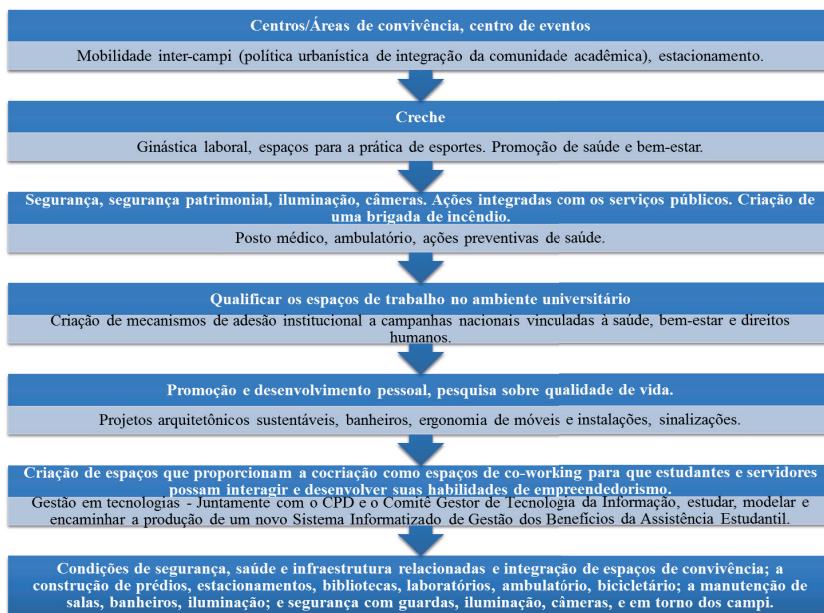 Centros/Áreas de convivência, centro de eventos
Mobilidade inter-campi (política urbanística de integração da comunidade acadêmica), estacionamento.
Creche
Ginástica laboral, espaços para a prática de esportes. Promoção de saúde e bem-estar.
Segurança, segurança patrimonial, iluminação, câmeras. Ações integradas com os serviços públicos. Criação de
uma brigada de incêndio.
Posto médico, ambulatório, ações preventivas de saúde.
Qualificar os espaços de trabalho no ambiente universitário
Criação de mecanismos de adesão institucional a campanhas nacionais vinculadas à saúde, bem-estar e direitos
humanos.
Promoção e desenvolvimento pessoal, pesquisa sobre qualidade de vida.
Projetos arquitetônicos sustentáveis, banheiros, ergonomia de móveis e instalações, sinalizações.
Criação de espaços que proporcionam a cocriação como espaços de co-working para que estudantes e servidores
possam interagir e desenvolver suas habilidades de empreendedorismo.
Gestão em tecnologias - Juntamente com o CPD e o Comitê Gestor de Tecnologia da Informação, estudar, modelar e
encaminhar a produção de um novo Sistema Informatizado de Gestão dos Benefícios da Assistência Estudantil.
Condições de segurança, saúde e infraestrutura relacionadas e integração de espaços de convivência; a
construção de prédios, estacionamentos, bibliotecas, laboratórios, ambulatório, bicicletário; a manutenção de
salas, banheiros, iluminação; e segurança com guardas, iluminação, câmeras, e em torno dos campi.